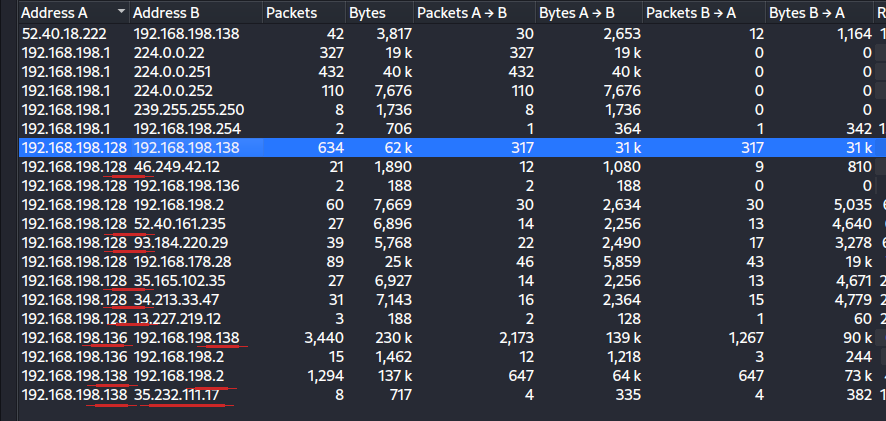 Address A Address B Packets Bytes Packets A → B Bytes A → B Packets B → A Bytes B → A
52.40.18.222 192.168.198.138 42 3,817 30 2,653 12 1,164
192.168.198.1 224.0.0.22 327 19 k 327 19 k 0 0
192.168.198.1 224.0.0.251 432 40 k 432 40 k 0 0
192.168.198.1 224.0.0.252 110 7,676 110 7,676 0 0
192.168.198.1 239.255.255.250 8 1,736 8 1,736 0 0
192.168.198.1 192.168.198.254 2 706 1 364 1 342
192.168.198.128 192.168.198.138 634 62 k 317 31 k 317 31 k
192.168.198.128 46.249.42.12 21 1,890 12 1,080 9 810
192.168.198.128 192.168.198.136 2 188 2 188 0 0
192.168.198.128 192.168.198.2 60 7,669 30 2,634 30 5,035
192.168.198.128 52.40.161.235 27 6,896 14 2,256 13 4,640
192.168.198.128 93.184.220.29 39 5,768 22 2,490 17 3,278
192.168.198.128 192.165.178.28 89 25 k 46 5,859 43 19 k
192.168.198.128 35.165.102.35 27 6,927 14 2,256 13 4,671
192.168.198.128 34.213.33.47 31 7,143 16 2,364 15 4,779
192.168.198.128 13.227.219.12 3 188 2 128 1 60
192.168.198.136 192.168.198.138 3,440 230 k 2,173 139 k 1,267 90 k
192.168.198.136 192.168.198.2 15 1,462 12 1,218 3 244
192.168.198.138 192.168.198.2 1,294 137 k 647 64 k 647 73 k
192.168.198.138 35.232.111.17 8 717 4 335 4 382